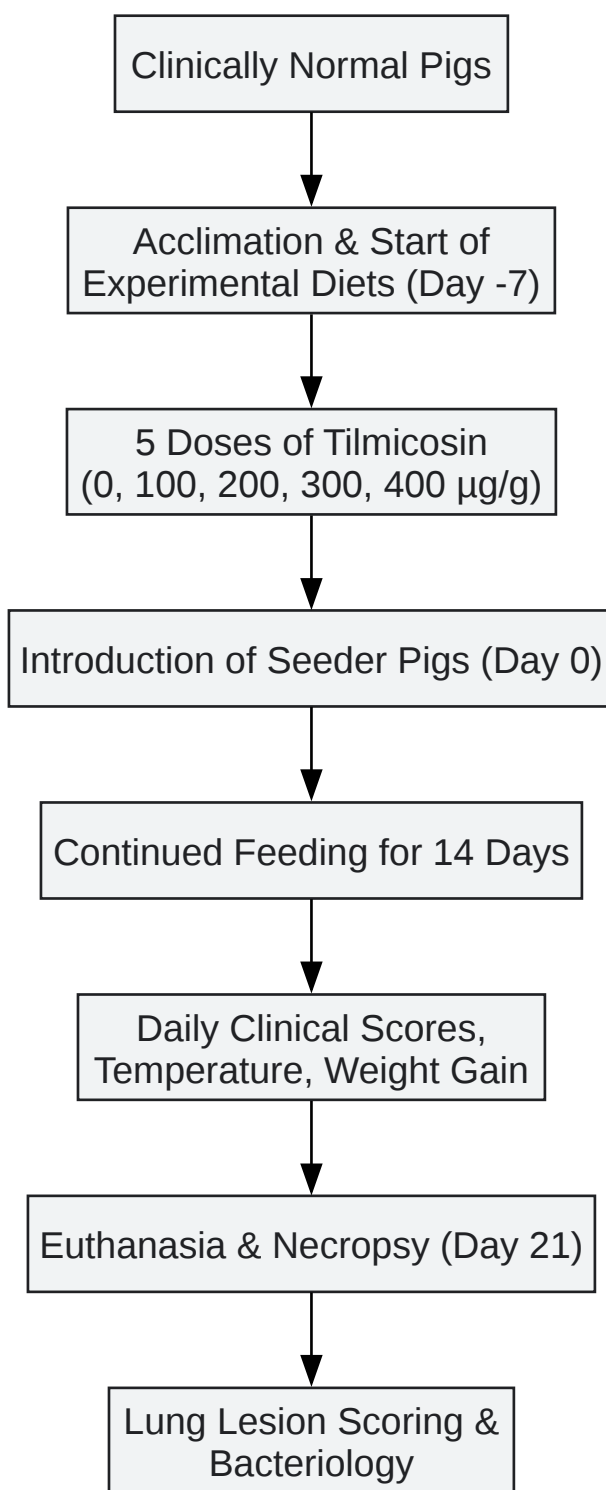 Clinically Normal Pigs
Acclimation & Start of
Experimental Diets (Day -7)
5 Doses of Tilmicosin
(0, 100, 200, 300, 400 µg/g)
Introduction of Seeder Pigs (Day 0)
Continued Feeding for 14 Days
Daily Clinical Scores,
Temperature, Weight Gain
Euthanasia & Necropsy (Day 21)
Lung Lesion Scoring &
Bacteriology